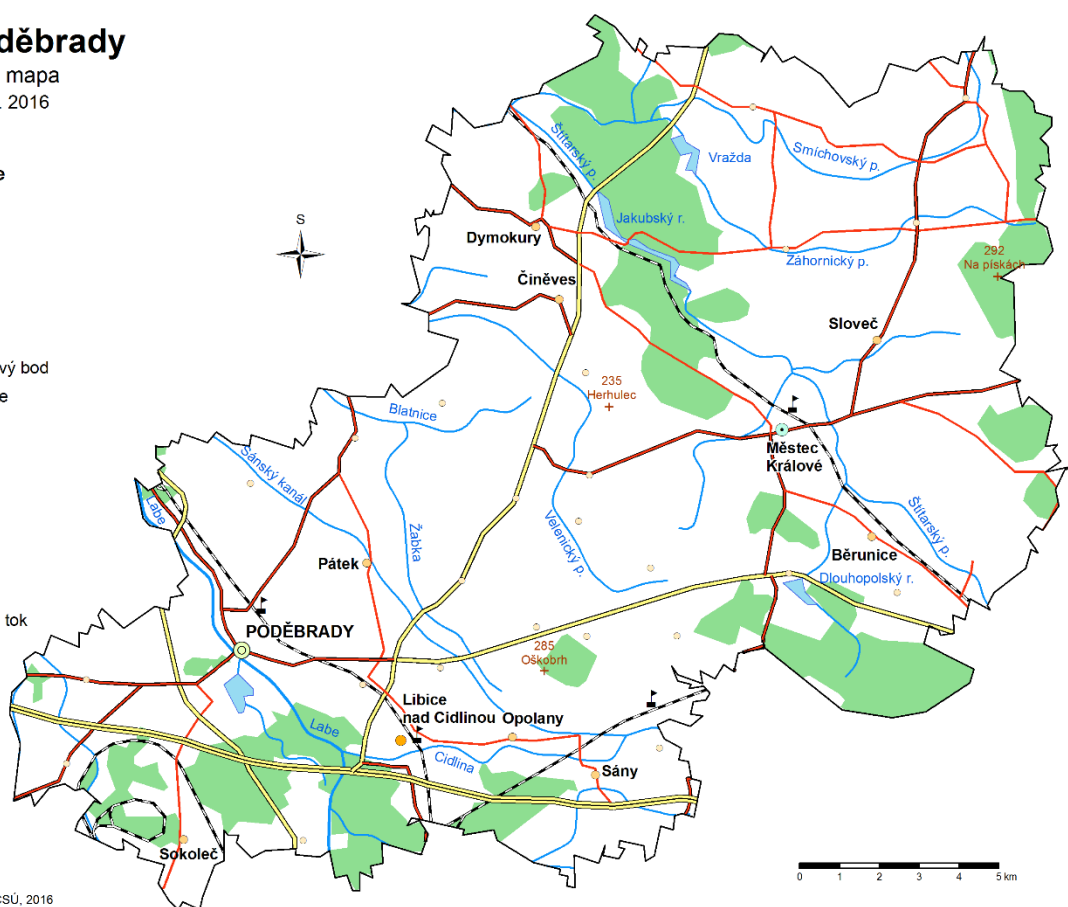 děbrady
mapa
. 2016
e
S
vý bod
e
tok
Štítarský p.
Vražda
Smíchovský p.
Jakubský r.
Dymokury
Záhornický p.
292
Na pískách
Činěves
Sloveč
235
Herhulec
Blatnice
Městec
Králové
Sánský kanál
Labe
Žabka
Velenický p.
Štítarský p.
Běrunice
Pátek
Dlouhopolský r.
PODĚBRADY
285
Oškobrh
Libice
nad Cidlinou
Opolany
Labe
Cidlina
Sány
Sokoleč
0 1 2 3 4 5 km
ČSÚ, 2016